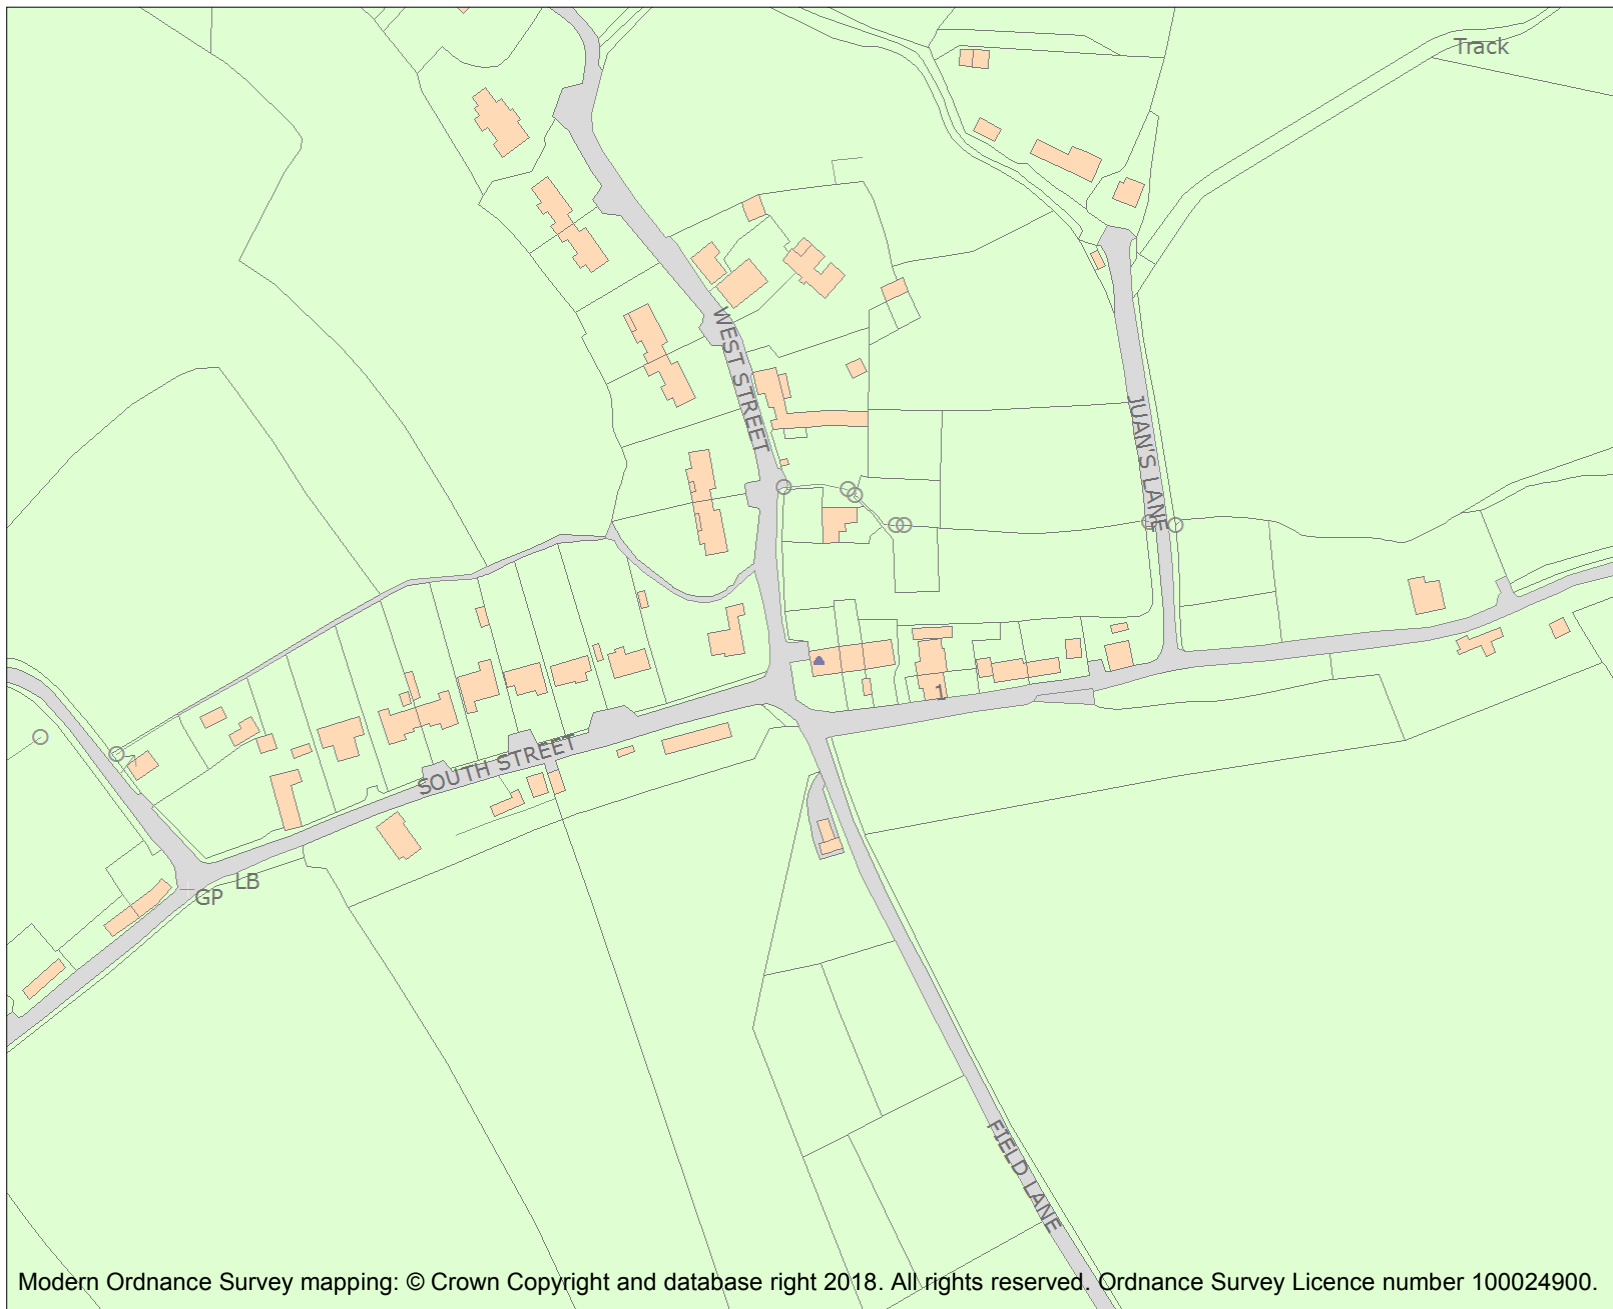 Track
WEST STREET
JUAN'S LANE
1
SOUTH STREET
LB
GP
FIELD LANE
Modern Ordnance Survey mapping: © Crown Copyright and database right 2018. All rights reserved. Ordnance Survey Licence number 100024900.